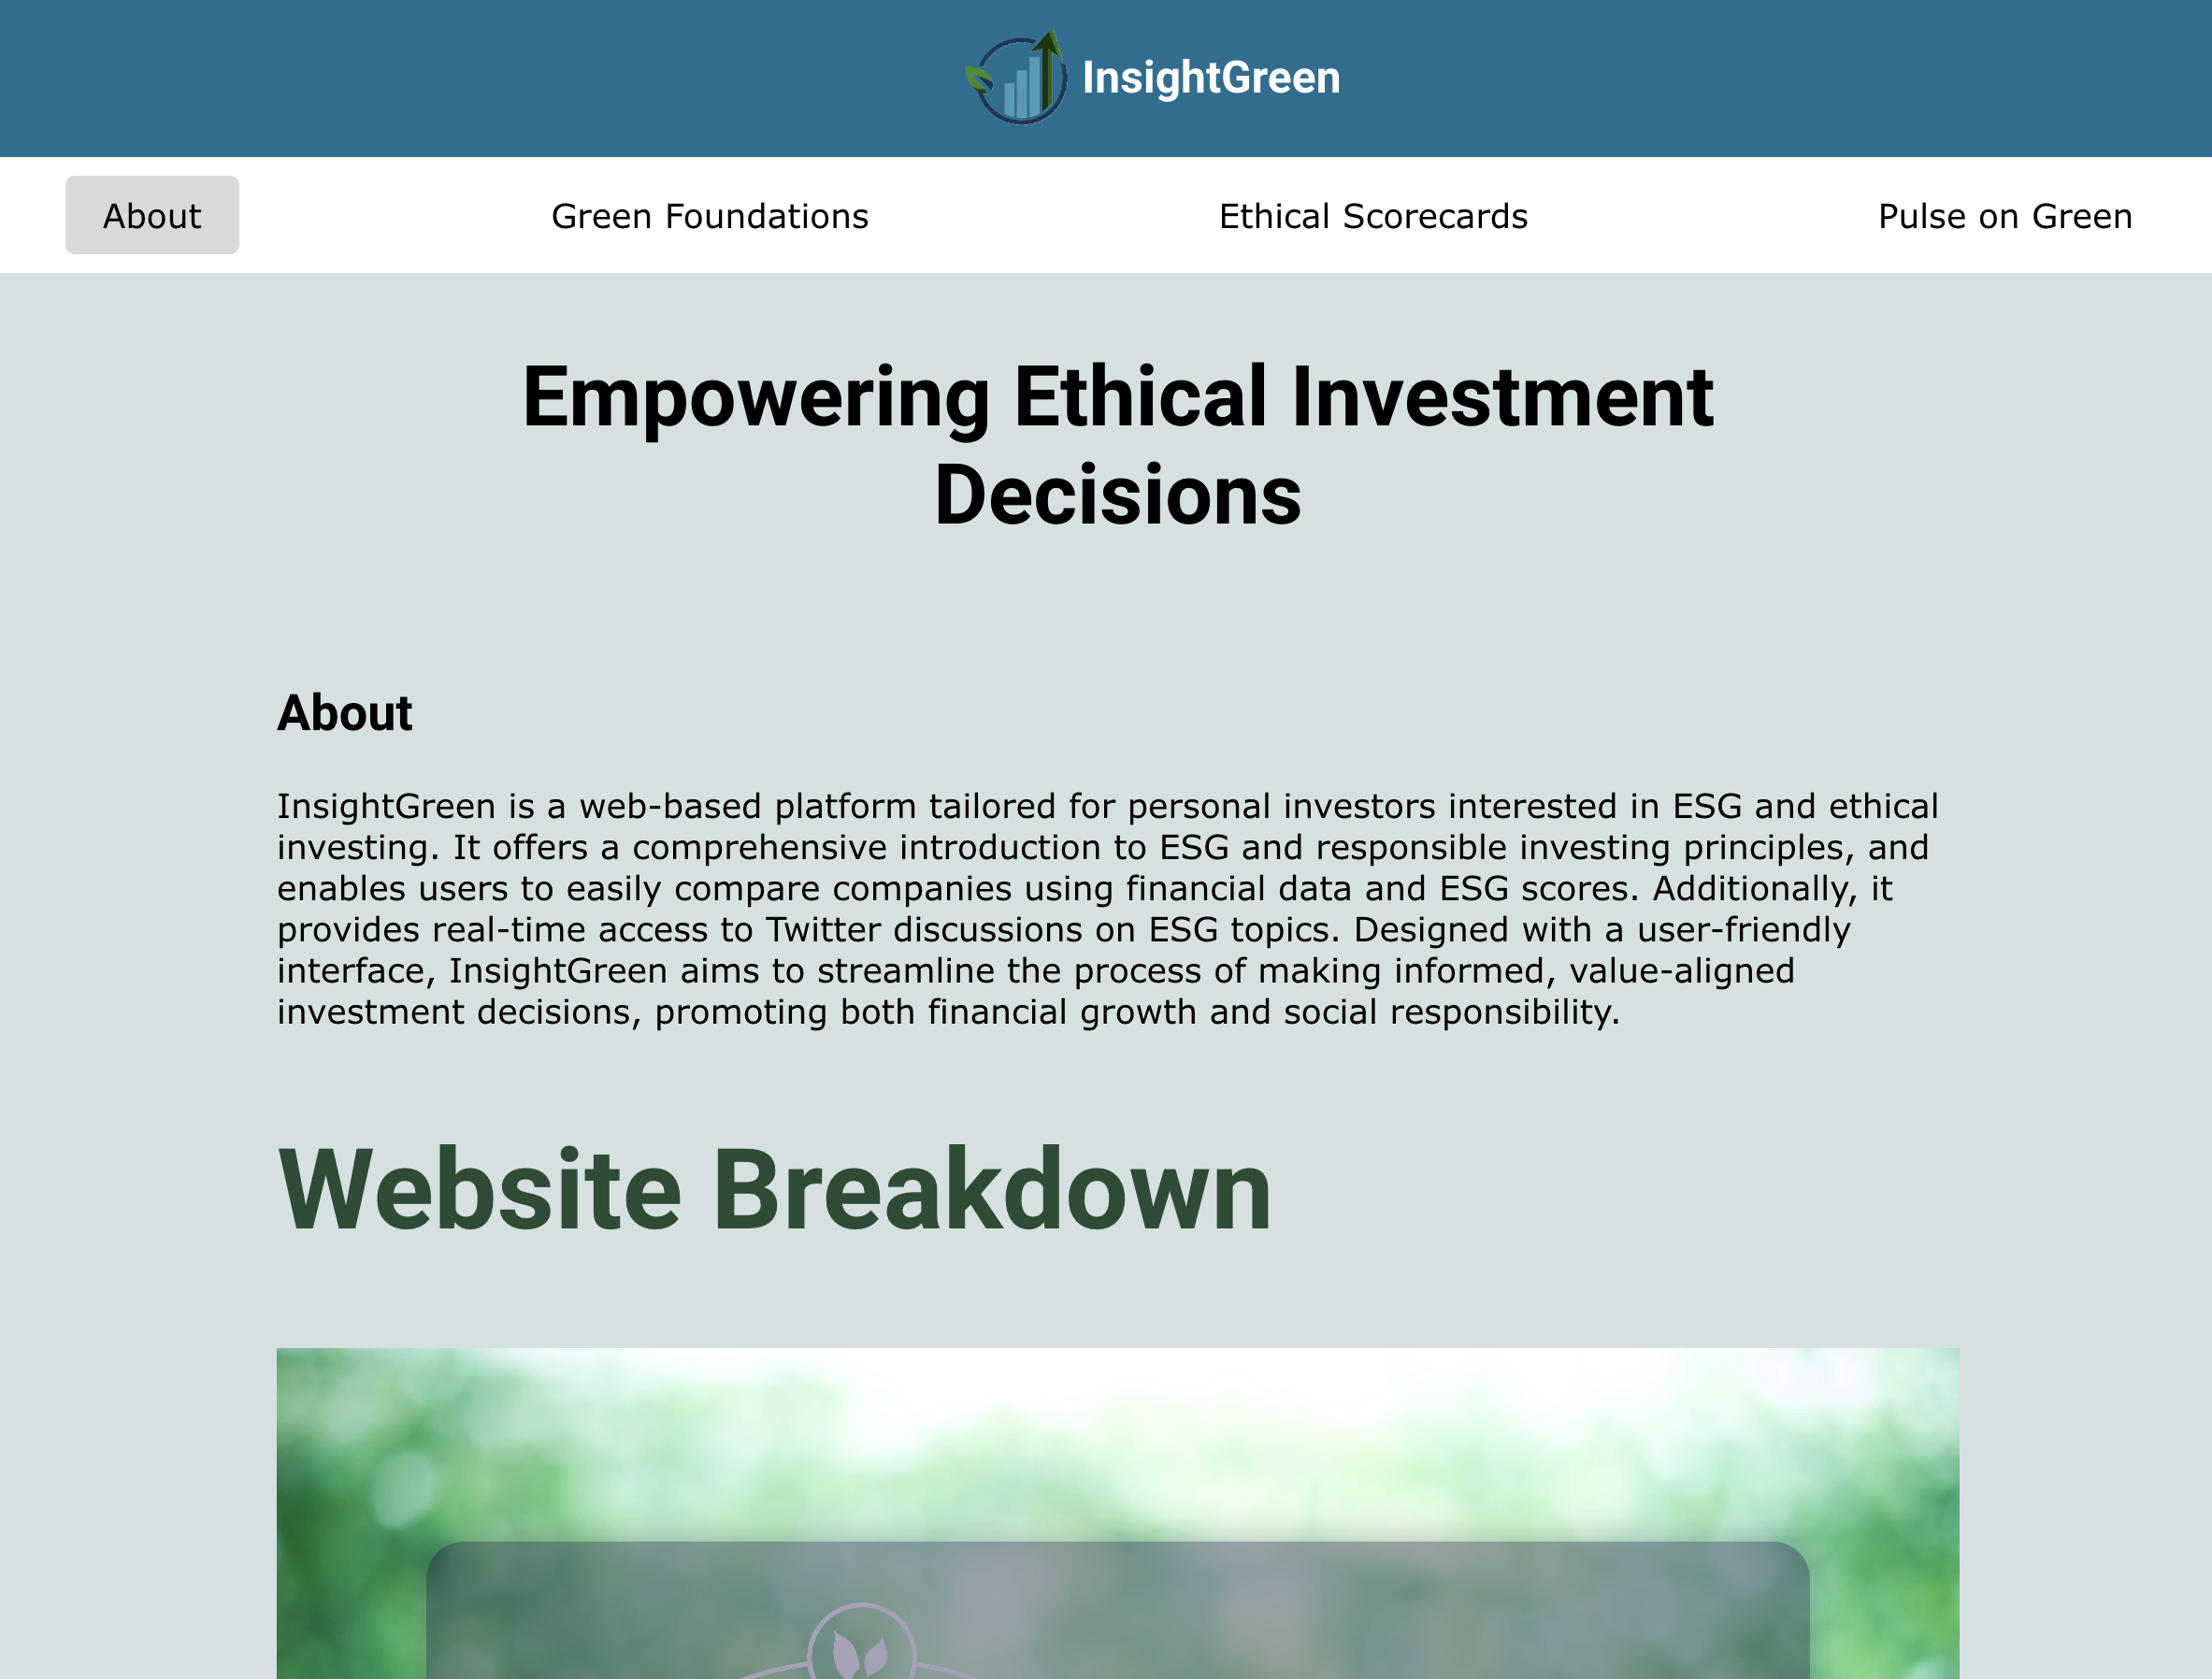 InsightGreen
About
Green Foundations
Ethical Scorecards
Pulse on Green
Empowering Ethical Investment
Decisions
About
InsightGreen is a web-based platform tailored for personal investors interested in ESG and ethical
investing. It offers a comprehensive introduction to ESG and responsible investing principles, and
enables users to easily compare companies using financial data and ESG scores. Additionally, it
provides real-time access to Twitter discussions on ESG topics. Designed with a user-friendly
interface, InsightGreen aims to streamline the process of making informed, value-aligned
investment decisions, promoting both financial growth and social responsibility.
Website Breakdown